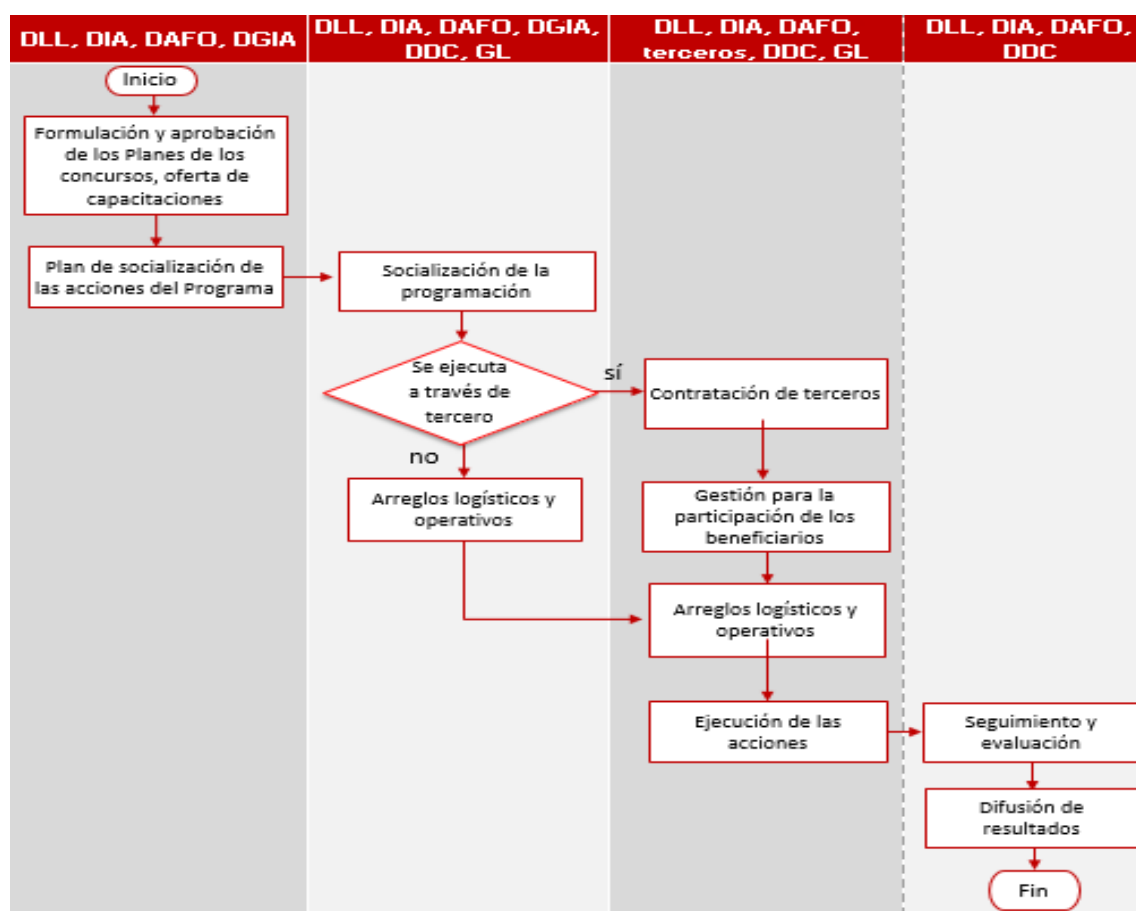 DLL, DIA, DAFO, DGIA
DLL, DIA, DAFO, DGIA,
DDC, GL
DLL, DIA, DAFO,
terceros, DDC, GL
DLL, DIA, DAFO,
DDC
Inicio
Formulación y aprobación
de los Planes de los
concursos, oferta de
capacitaciones
Plan de socialización de
las acciones del Programa
Socialización de la
programación
Se ejecuta
a través de
tercero
sí
no
Contratación de terceros
Arreglos logísticos y
operativos
Gestión para la
participación de los
beneficiarios
Arreglos logísticos y
operativos
Ejecución de las
acciones
Seguimiento y
evaluación
Difusión de
resultados
Fin